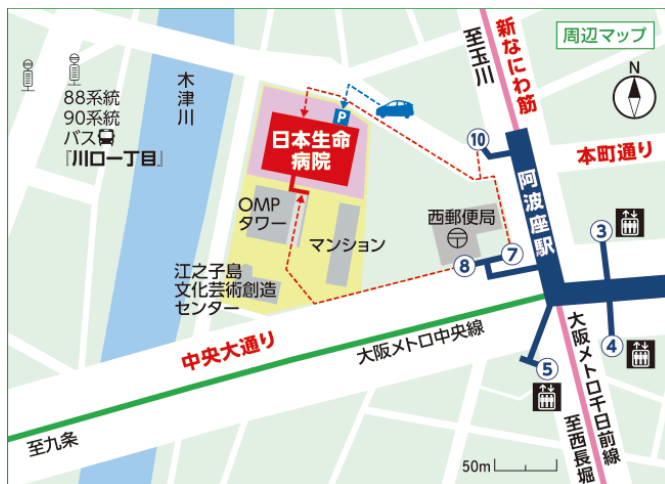 周辺マップ
N
新なにわ筋
至玉川
木津川
88系統
90系統
バス
『川口一丁目』
P
日本生命
病院
10
本町通り
阿波座駅
OMP
タワー
マンション
西郵便局
江之子島
文化芸術創造
センター
8
7
3
4
5
中央大通り
大阪メトロ中央線
大阪メトロ千日前線
至西長堀
至九条
50m